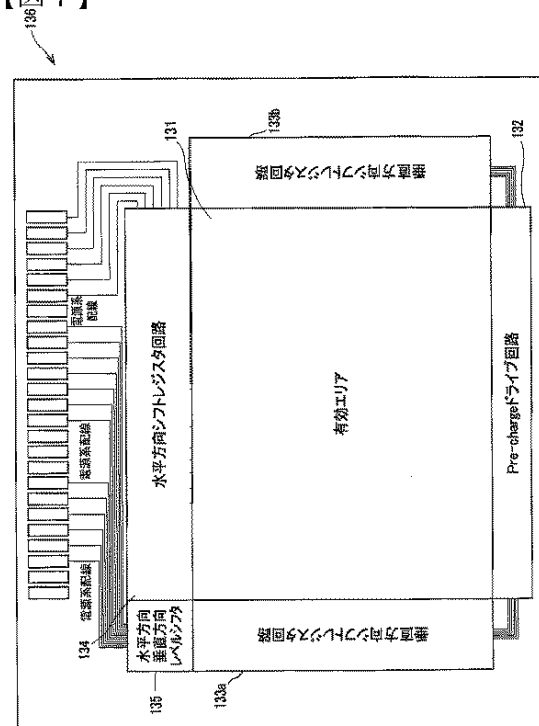 【図7】
136
133b
131
132
垂直方向シフトレジスタ回路
電源系
配線
水平方向シフトレジスタ回路
有効エリア
Pre-chargeドライブ回路
電源系配線
電源系配線
134
水平方向
垂直方向
レベルシフタ
135
垂直方向シフトレジスタ回路
133a